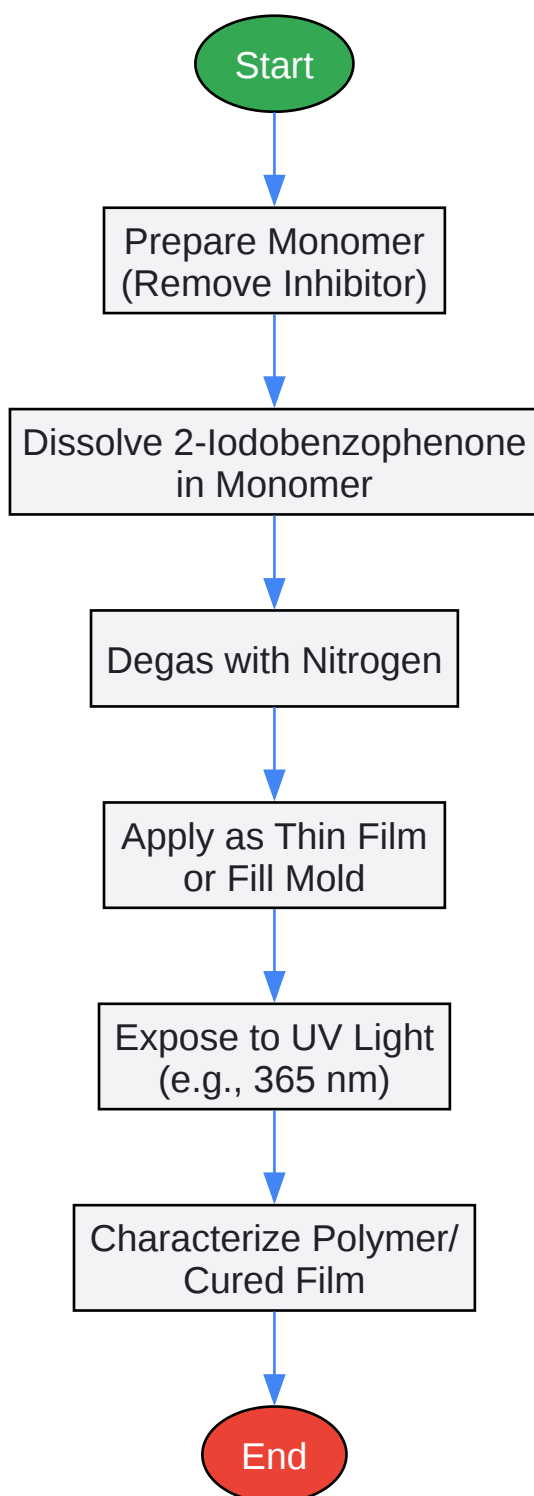 Start
Prepare Monomer
(Remove Inhibitor)
Dissolve 2-Iodobenzophenone
in Monomer
Degas with Nitrogen
Apply as Thin Film
or Fill Mold
Expose to UV Light
(e.g., 365 nm)
Characterize Polymer/
Cured Film
End